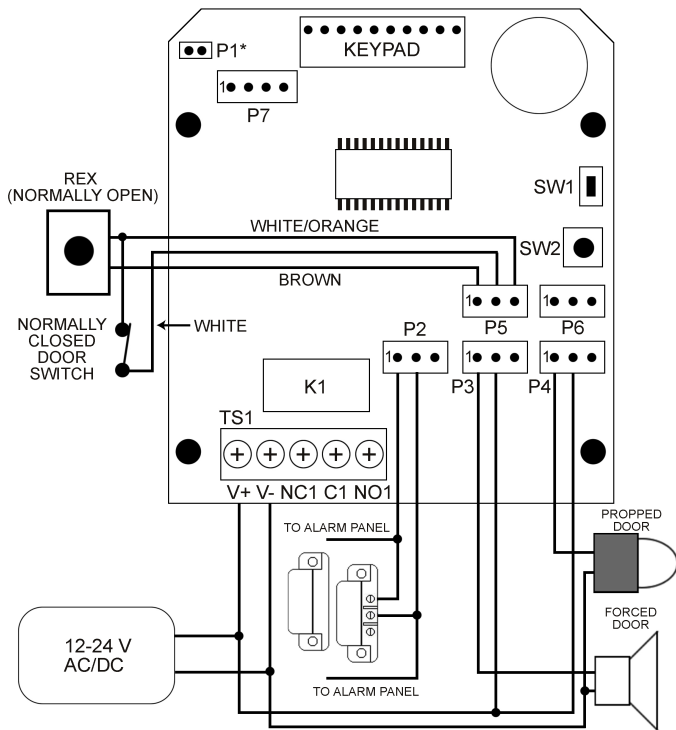 P1*
KEYPAD
1
P7
REX
(NORMALLY OPEN)
SW1
WHITE/ORANGE
SW2
BROWN
1
1
NORMALLY
CLOSED
DOOR
SWITCH
WHITE
P2
P5
P6
1
1
1
P3
P4
K1
TS1
V+ V- NC1 C1 NO1
TO ALARM PANEL
PROPPED
DOOR
FORCED
DOOR
12-24 V
AC/DC
TO ALARM PANEL